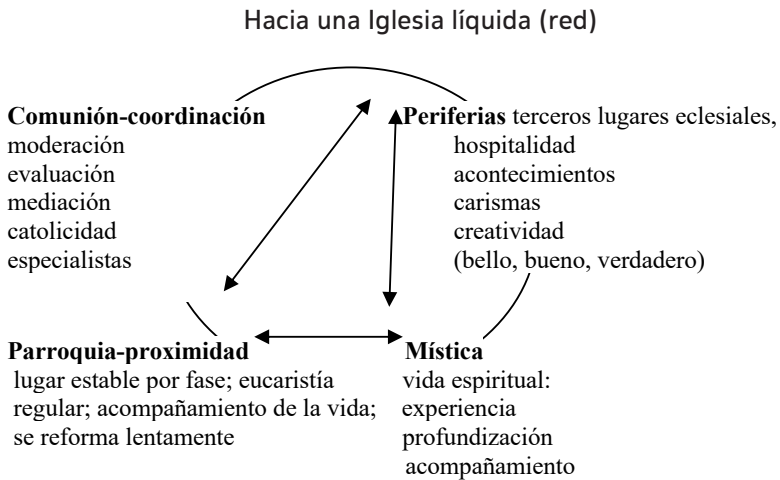 Hacia una Iglesia líquida (red)
Comunión-coordinación
moderación
evaluación
mediación
catolicidad
especialistas
Periferias terceros lugares eclesiales,
hospitalidad
acontecimientos
carismas
creatividad
(bello, bueno, verdadero)
Parroquia-proximidad
lugar estable por fase; eucaristía
regular; acompañamiento de la vida;
se reforma lentamente
Mística
vida espiritual:
experiencia
profundización
acompañamiento